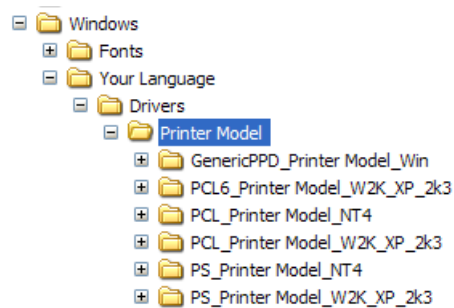 Windows
Fonts
Your Language
Drivers
Printer Model
GenericPPD_Printer Model_Win
PCL6_Printer Model_W2K_XP_2k3
PCL_Printer Model_NT4
PCL_Printer Model_W2K_XP_2k3
PS_Printer Model_NT4
PS_Printer Model_W2K_XP_2k3